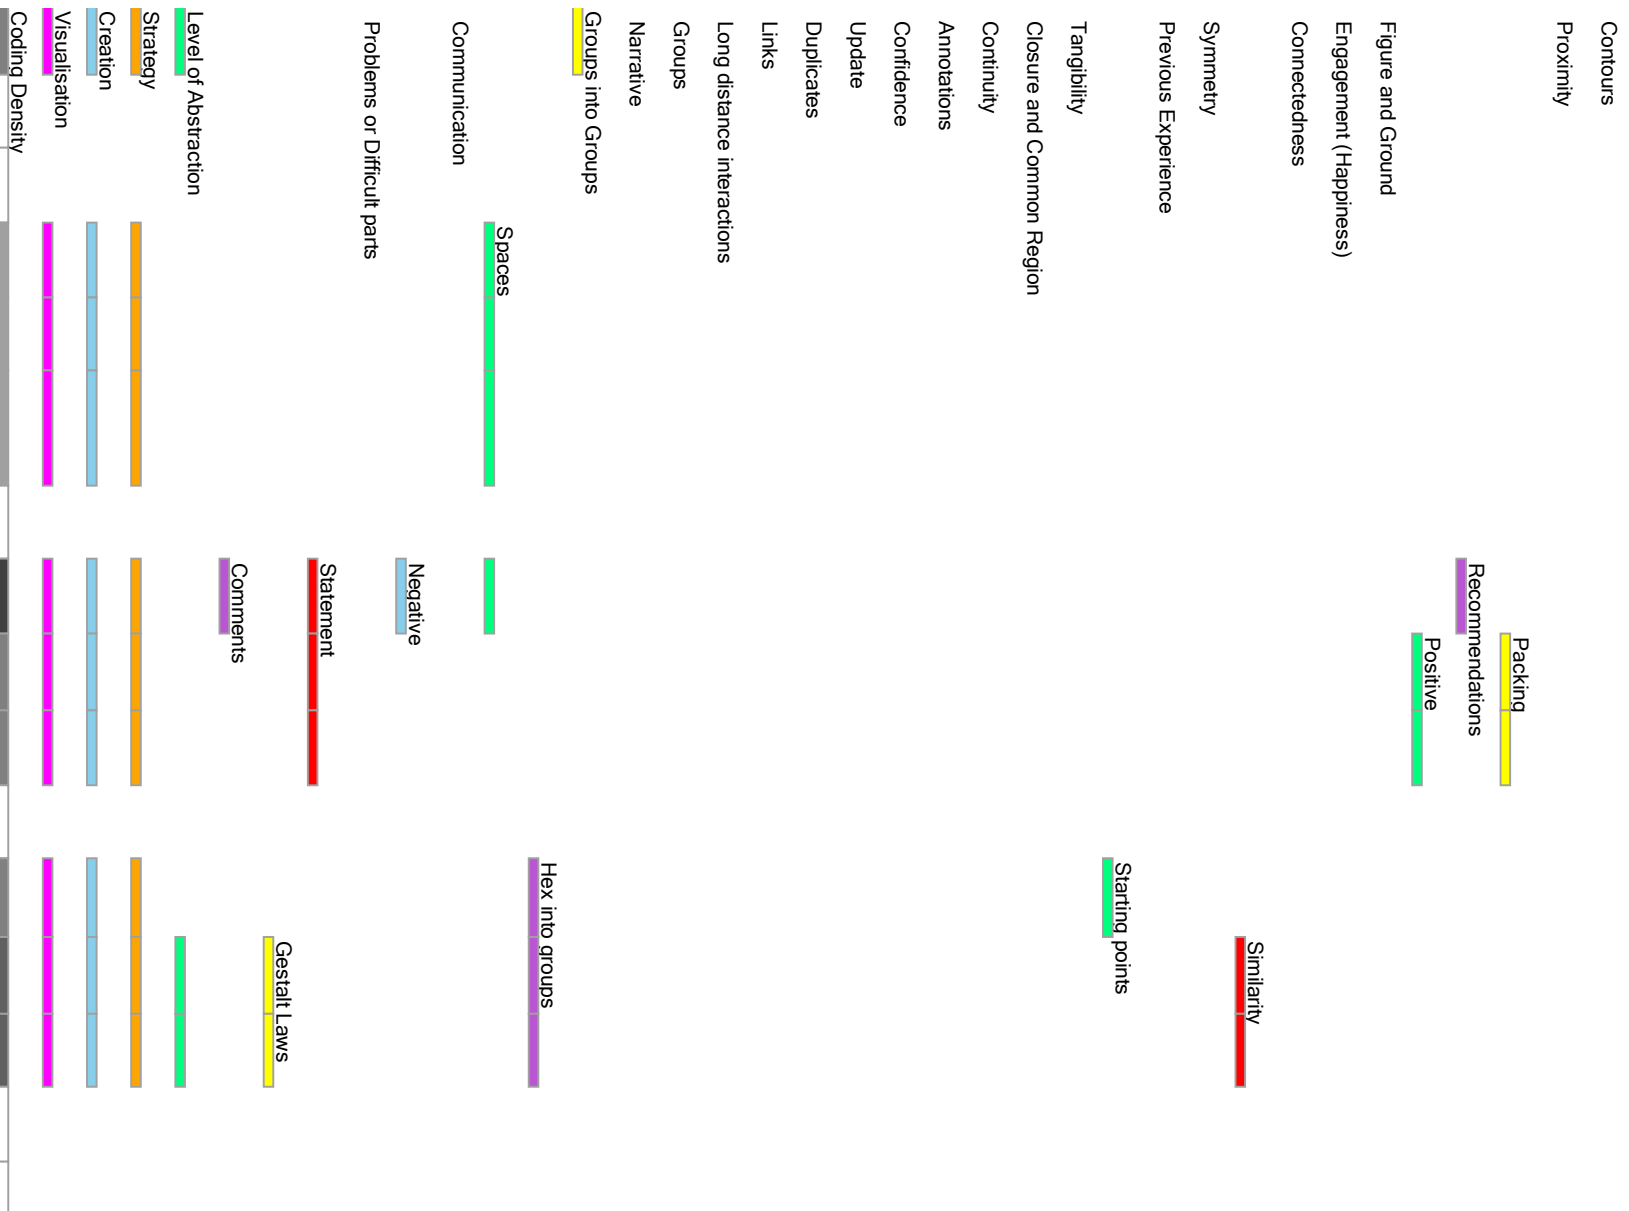 Coding Density
Visualisation
Creation
Strategy
Level of Abstraction
Comments
Gestalt Laws
Statement
Problems or Difficult parts
Negative
Communication
Spaces
Hex into groups
Groups into Groups
Narrative
Groups
Long distance interactions
Links
Duplicates
Update
Confidence
Annotations
Continuity
Closure and Common Region
Tangibility
Starting points
Previous Experience
Symmetry
Similarity
Connectedness
Engagement (Happiness)
Figure and Ground
Positive
Recommendations
Packing
Proximity
Contours